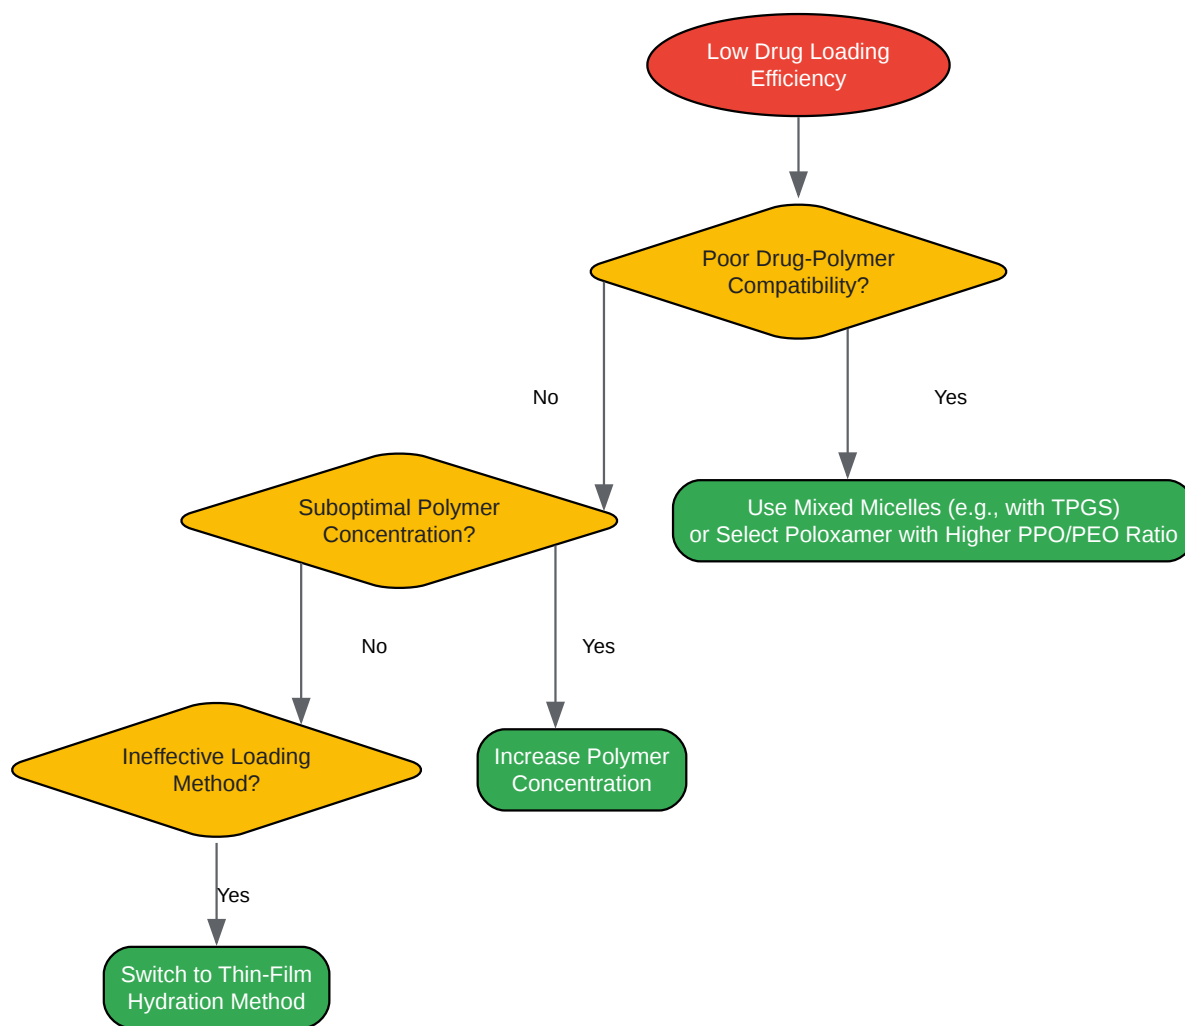 Low Drug Loading
Efficiency
Poor Drug-Polymer
Compatibility?
No
Yes
Suboptimal Polymer
Concentration?
Use Mixed Micelles (e.g., with TPGS)
or Select Poloxamer with Higher PPO/PEO Ratio
No
Yes
Ineffective Loading
Method?
Increase Polymer
Concentration
Yes
Switch to Thin-Film
Hydration Method